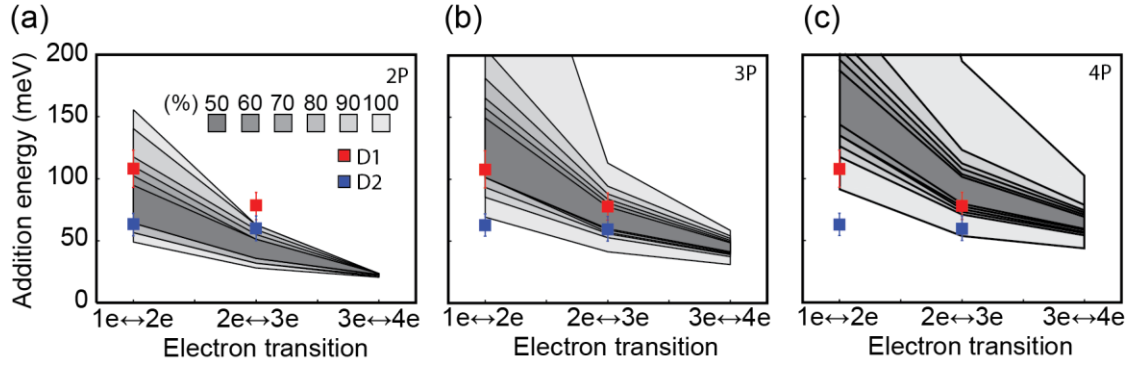 (a)
(b)
(c)
Addition energy (meV)
200
150
100
50
0
2P
(%) 50 60 70 80 90 100
D1
D2
1e↔2e 2e↔3e 3e↔4e
Electron transition
3P
1e↔2e 2e↔3e 3e↔4e
Electron transition
4P
1e↔2e 2e↔3e 3e↔4e
Electron transition